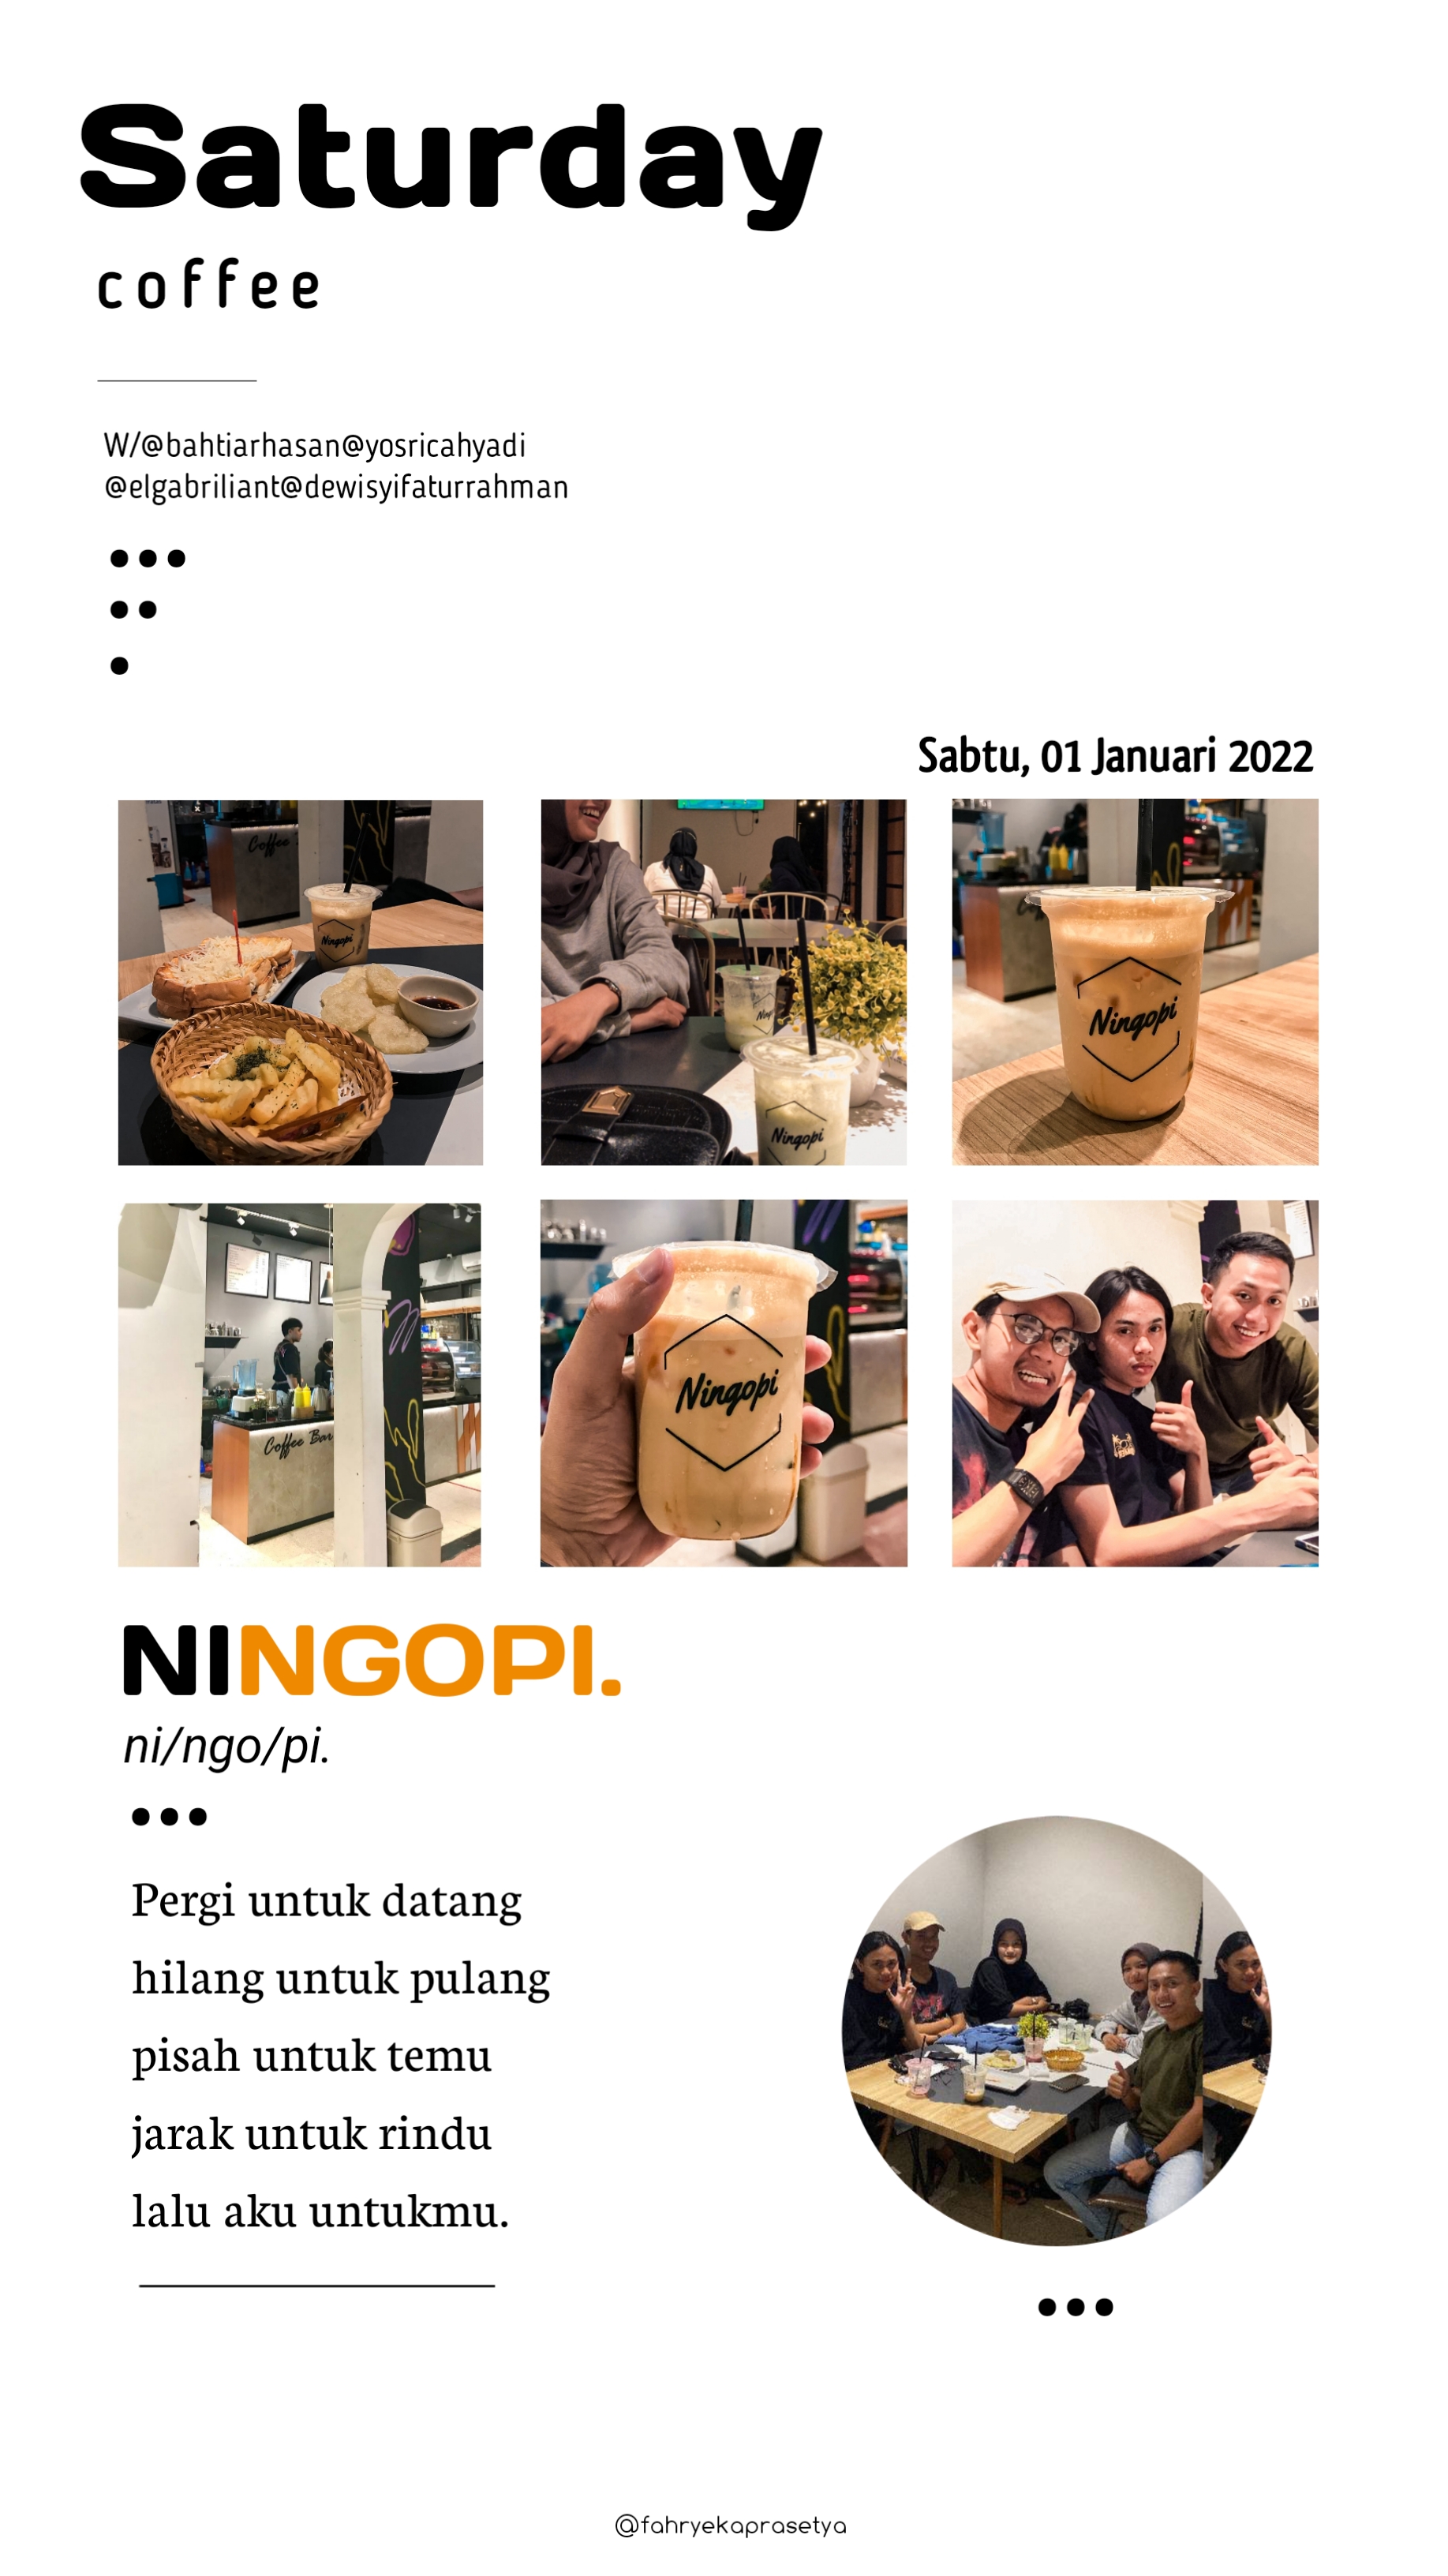 Saturday
coffee
W/@bahtiarhasan@yosricahyadi
@elgabriliant@dewisyifaturrahman
Sabtu, 01 Januari 2022
Coffee
Ningopi
Ningopi
Ningopi
Coffee Bar
Ningopi
NINGOPI.
ni/ngo/pi.
Pergi untuk datang
hilang untuk pulang
pisah untuk temu
jarak untuk rindu
lalu aku untukmu.
@fahryekaprasetya